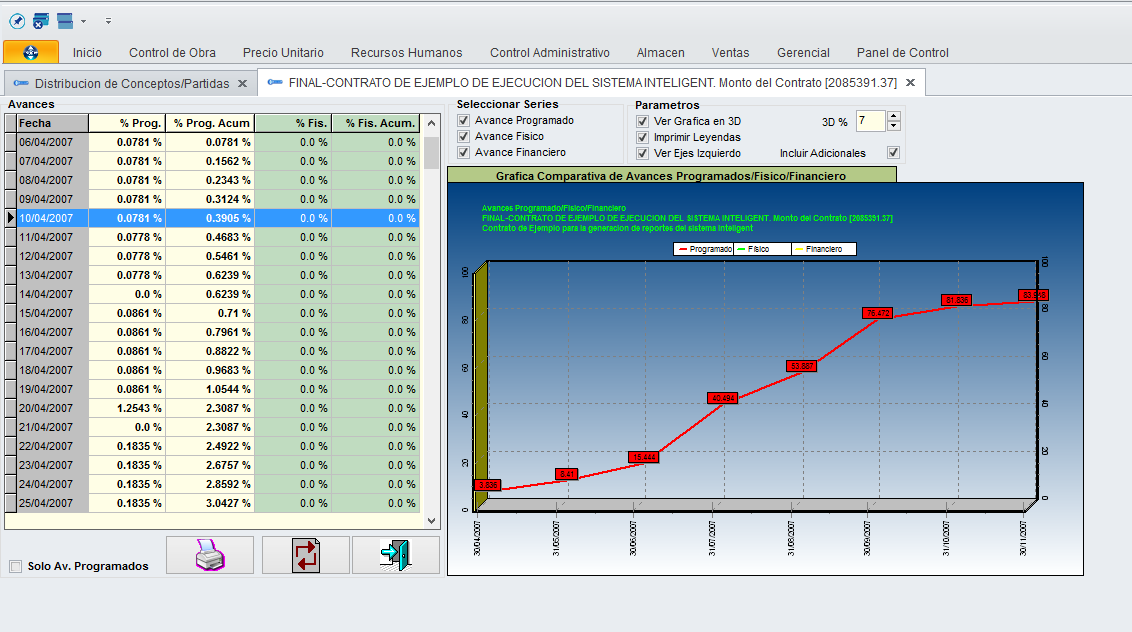 Inicio Control de Obra Precio Unitario Recursos Humanos Control Administrativo Almacen Ventas Gerencial Panel de Control
Distribucion de Conceptos/Partidas FINAL-CONTRATO DE EJEMPLO DE EJECUCION DEL SISTEMA INTELIGENT. Monto del Contrato [2085391.37]
Avances
Fecha % Prog. % Prog. Acum % Fis. % Fis. Acum.
06/04/2007 0.0781 % 0.0781 % 0.0 % 0.0 %
07/04/2007 0.0781 % 0.1562 % 0.0 % 0.0 %
08/04/2007 0.0781 % 0.2343 % 0.0 % 0.0 %
09/04/2007 0.0781 % 0.3124 % 0.0 % 0.0 %
10/04/2007 0.0781 % 0.3905 % 0.0 % 0.0 %
11/04/2007 0.0778 % 0.4683 % 0.0 % 0.0 %
12/04/2007 0.0778 % 0.5461 % 0.0 % 0.0 %
13/04/2007 0.0778 % 0.6239 % 0.0 % 0.0 %
14/04/2007 0.0 % 0.6239 % 0.0 % 0.0 %
15/04/2007 0.0861 % 0.71 % 0.0 % 0.0 %
16/04/2007 0.0861 % 0.7961 % 0.0 % 0.0 %
17/04/2007 0.0861 % 0.8822 % 0.0 % 0.0 %
18/04/2007 0.0861 % 0.9683 % 0.0 % 0.0 %
19/04/2007 0.0861 % 1.0544 % 0.0 % 0.0 %
20/04/2007 1.2543 % 2.3087 % 0.0 % 0.0 %
21/04/2007 0.0 % 2.3087 % 0.0 % 0.0 %
22/04/2007 0.1835 % 2.4922 % 0.0 % 0.0 %
23/04/2007 0.1835 % 2.6757 % 0.0 % 0.0 %
24/04/2007 0.1835 % 2.8592 % 0.0 % 0.0 %
25/04/2007 0.1835 % 3.0427 % 0.0 % 0.0 %
Solo Av. Programados
Seleccionar Series
Avance Programado
Avance Fisico
Avance Financiero
Parametros
Ver Grafica en 3D 3D % 7
Imprimir Leyendas
Ver Ejes Izquierdo Incluir Adicionales
Grafica Comparativa de Avances Programados/Fisico/Financiero
Avances Programado/Fisico/Financiero
FINAL-CONTRATO DE EJEMPLO DE EJECUCION DEL SISTEMA INTELIGENT. Monto del Contrato [2085391.37]
Contrato de Ejemplo para la generacion de reportes del sistema Inteligent
Programado Físico Financiero
100 100
80 80
60 60
40 40
20 20
0 0
15.444
76.472
81.836
30/04/2007 31/05/2007 30/06/2007 31/07/2007 31/08/2007 30/09/2007 31/10/2007 30/11/2007